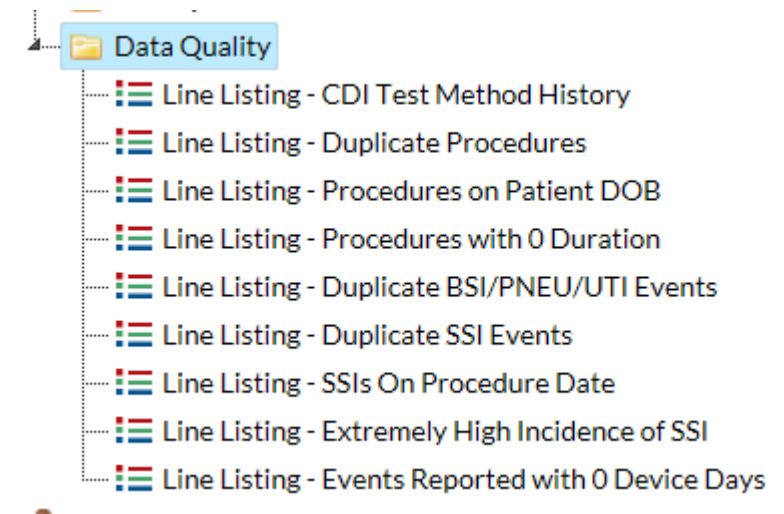 Data Quality
Line Listing - CDI Test Method History
Line Listing - Duplicate Procedures
Line Listing - Procedures on Patient DOB
Line Listing - Procedures with 0 Duration
Line Listing - Duplicate BSI/PNEU/UTI Events
Line Listing - Duplicate SSI Events
Line Listing - SSIs On Procedure Date
Line Listing - Extremely High Incidence of SSI
Line Listing - Events Reported with 0 Device Days